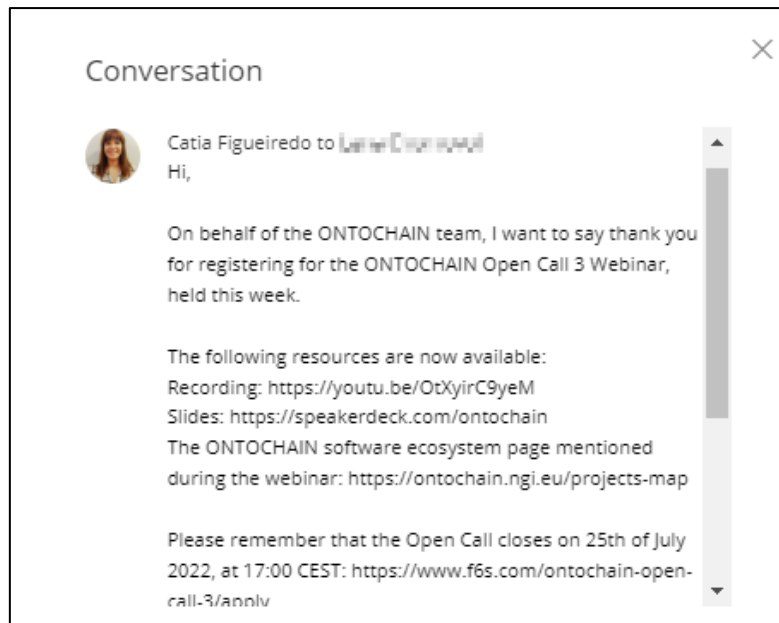 Conversation
Catia Figueiredo to
Hi,
On behalf of the ONTOCHAIN team, I want to say thank you
for registering for the ONTOCHAIN Open Call 3 Webinar,
held this week.
The following resources are now available:
Recording: https://youtu.be/OtXyirC9yeM
Slides: https://speakerdeck.com/ontochain
The ONTOCHAIN software ecosystem page mentioned
during the webinar: https://ontochain.ngi.eu/projects-map
Please remember that the Open Call closes on 25th of July
2022, at 17:00 CEST: https://www.f6s.com/ontochain-open-
call-3/apply